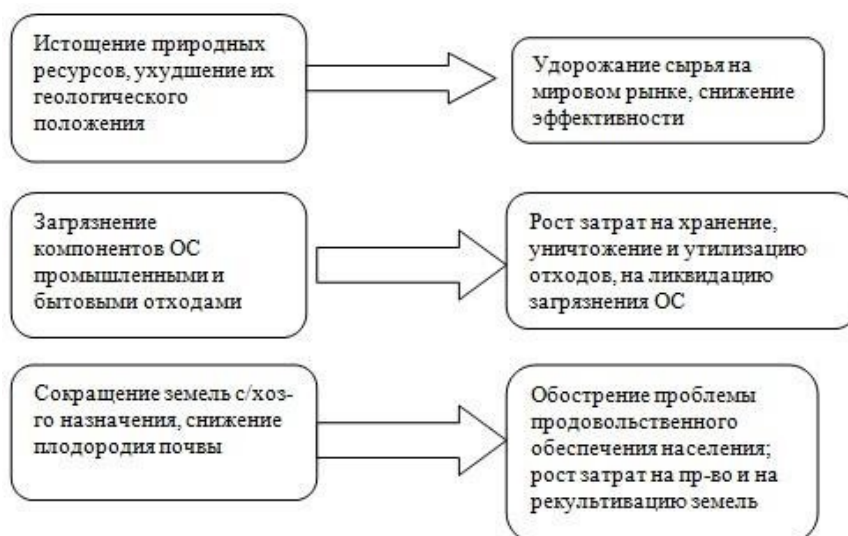 Истощение природных
ресурсов, ухудшение их
геологического
положения
Удорожание сырья на
мировом рынке, снижение
эффективности
Загрязнение
компонентов ОС
промышленными и
бытовыми отходами
Рост затрат на хранение,
уничтожение и утилизацию
отходов, на ликвидацию
загрязнения ОС
Сокращение земель с/хоз-
го назначения, снижение
плодородия почвы
Обострение проблемы
продовольственного
обеспечения населения;
рост затрат на пр-во и на
рекультивацию земель